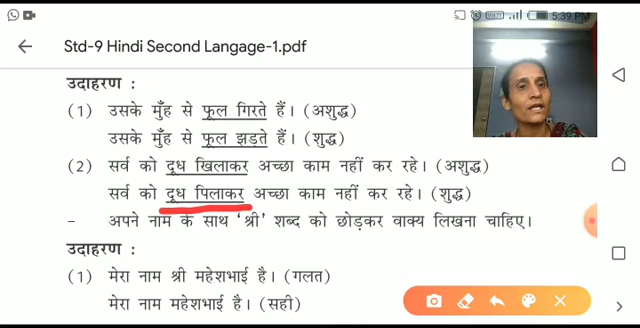 5:39 PM
Std-9 Hindi Second Langage-1.pdf
उदाहरण :
(1) उसके मुँह से फूल गिरते हैं। (अशुद्ध)
उसके मुँह से फूल झड़ते हैं। (शुद्ध)
(2) सर्व को दूध खिलाकर अच्छा काम नहीं कर रहे। (अशुद्ध)
सर्व को दूध पिलाकर अच्छा काम नहीं कर रहे। (शुद्ध)
– अपने नाम के साथ ‘श्री’ शब्द को छोड़कर वाक्य लिखना चाहिए।
उदाहरण :
(1) मेरा नाम श्री महेशभाई है। (गलत)
मेरा नाम महेशभाई है। (सही)